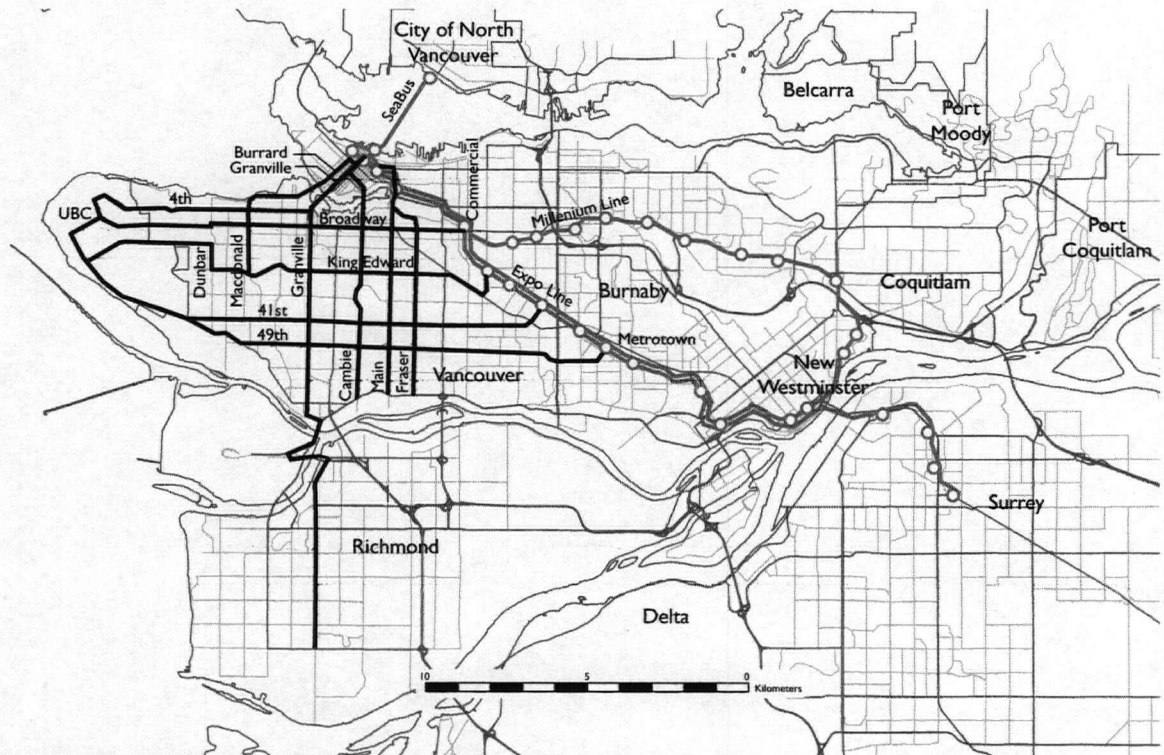 City of North
Vancouver
SeaBus
Belcarra
Port
Moody
Burrard
Granville
Commercial
4th
UBC
Broadway
Millenium Line
Port
Coquitlam
Dunbar
Macdonald
Granville
King Edward
Expo Line
Burnaby
Coquitlam
41st
49th
Metrotown
Cambie
Main
Fraser
Vancouver
New
Westminster
Surrey
Richmond
Delta
10
5
0
Kilometers